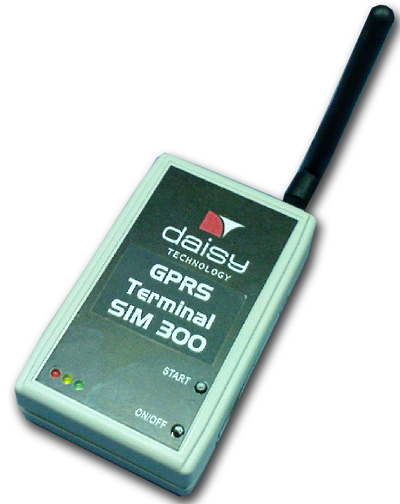 daisy
TECHNOLOGY
GPRS
Terminal
SIM 300
START
ON/OFF